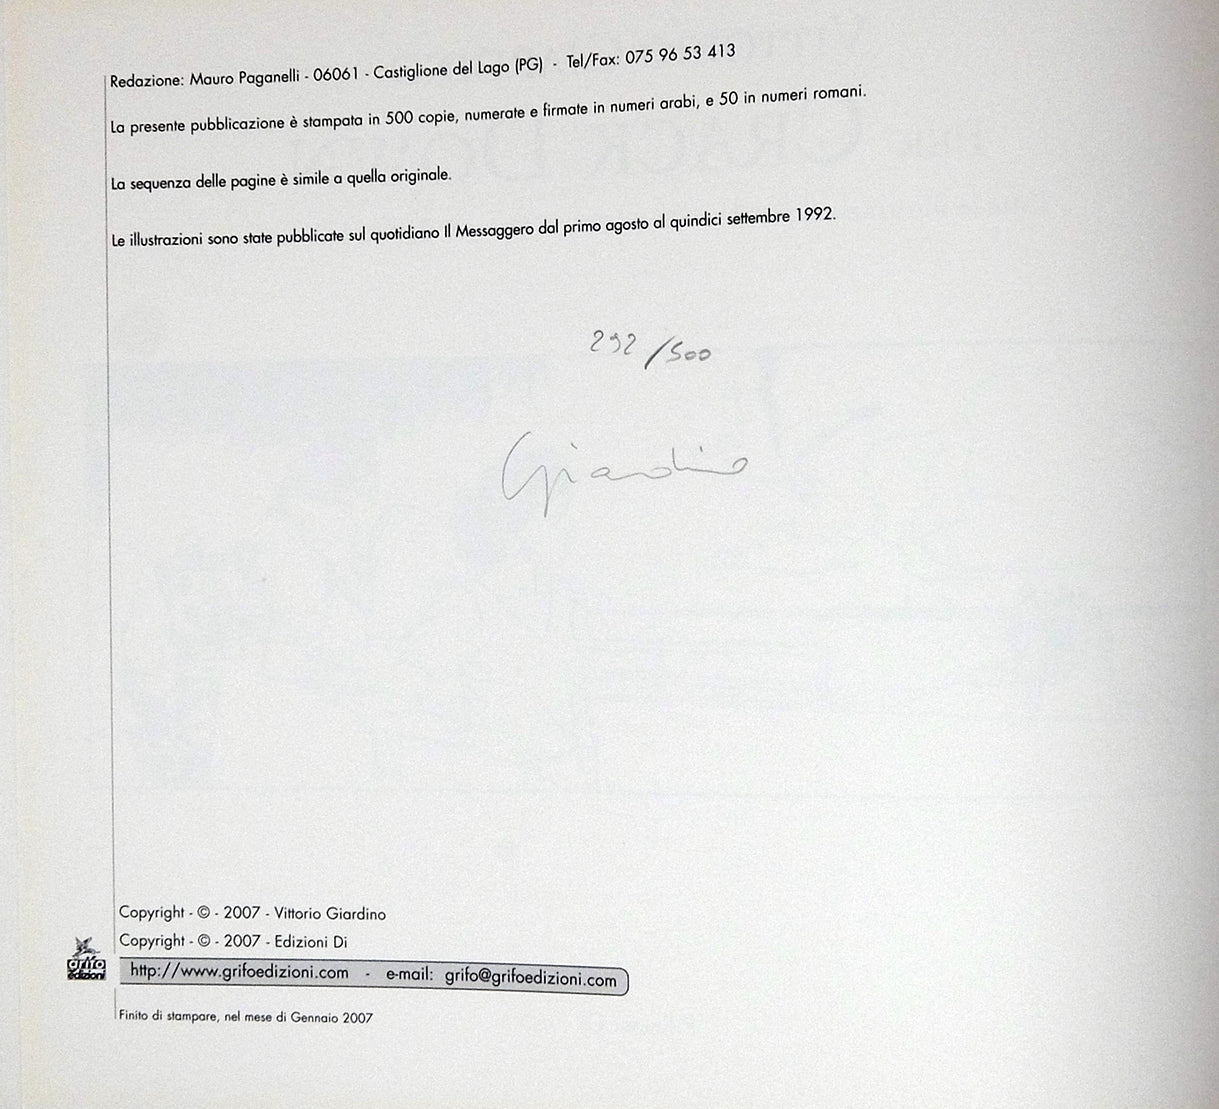 Redazione: Mauro Paganelli - 06061 - Castiglione del Lago (PG) - Tel/Fax: 075 96 53 413
La presente pubblicazione è stampata in 500 copie, numerate e firmate in numeri arabi, e 50 in numeri romani.
La sequenza delle pagine è simile a quella originale.
Le illustrazioni sono state pubblicate sul quotidiano Il Messaggero dal primo agosto al quindici settembre 1992.
292/500
Giardino
Copyright - © - 2007 - Vittorio Giardino
Copyright - © - 2007 - Edizioni Di
grifo
edizioni
http://www.grifoedizioni.com - e-mail: grifo@grifoedizioni.com
Finito di stampare, nel mese di Gennaio 2007